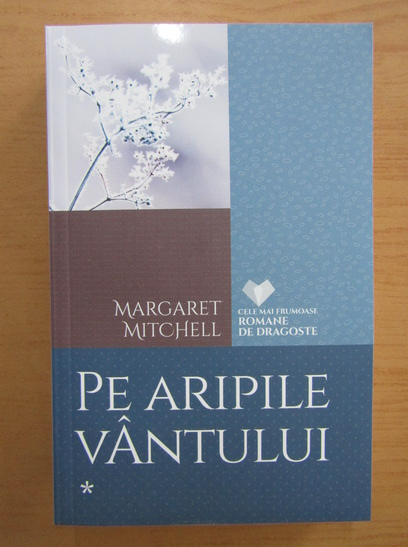 MARGARET
MITCHELL
CELE MAI FRUMOASE
ROMANE
DE DRAGOSTE
PE ARIPILE
VÂNTULUI
*